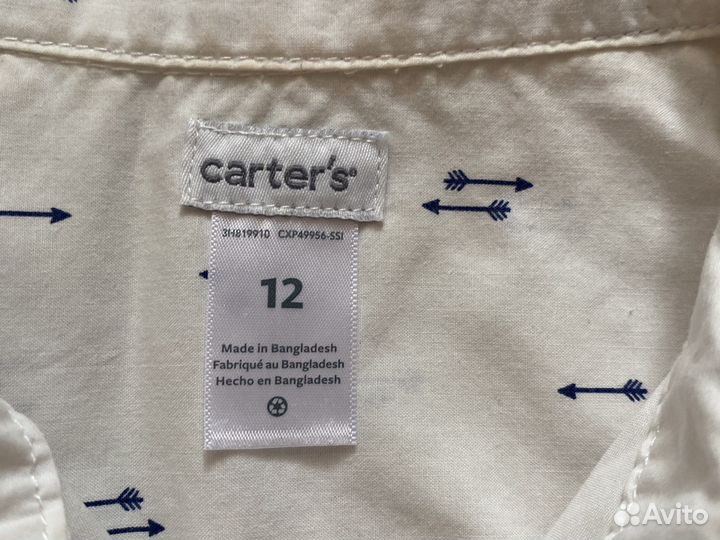 carter's®
3H819910 CXP49956-SSI
12
Made in Bangladesh
Fabriqué au Bangladesh
Hecho en Bangladesh
Avito